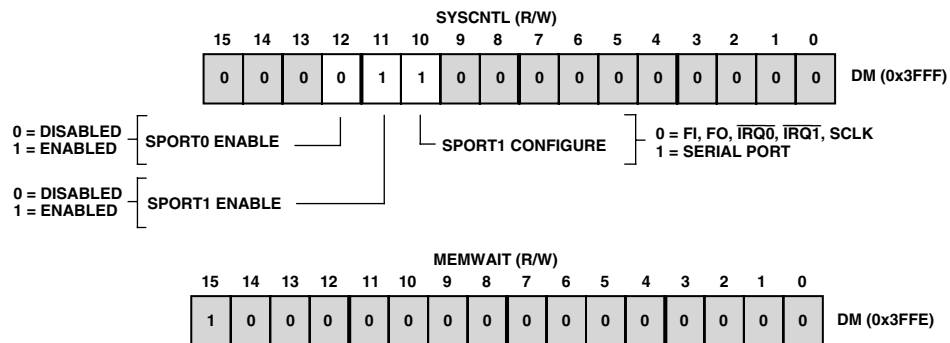 SYSCNTL (R/W)
15 14 13 12 11 10 9 8 7 6 5 4 3 2 1 0
0 0 0 0 1 1 0 0 0 0 0 0 0 0 0 0 DM (0x3FFF)
0 = DISABLED
1 = ENABLED
SPORT0 ENABLE
SPORT1 CONFIGURE
0 = FI, FO, IRQ0, IRQ1, SCLK
1 = SERIAL PORT
0 = DISABLED
1 = ENABLED
SPORT1 ENABLE
MEMWAIT (R/W)
15 14 13 12 11 10 9 8 7 6 5 4 3 2 1 0
1 0 0 0 0 0 0 0 0 0 0 0 0 0 0 0 DM (0x3FFE)